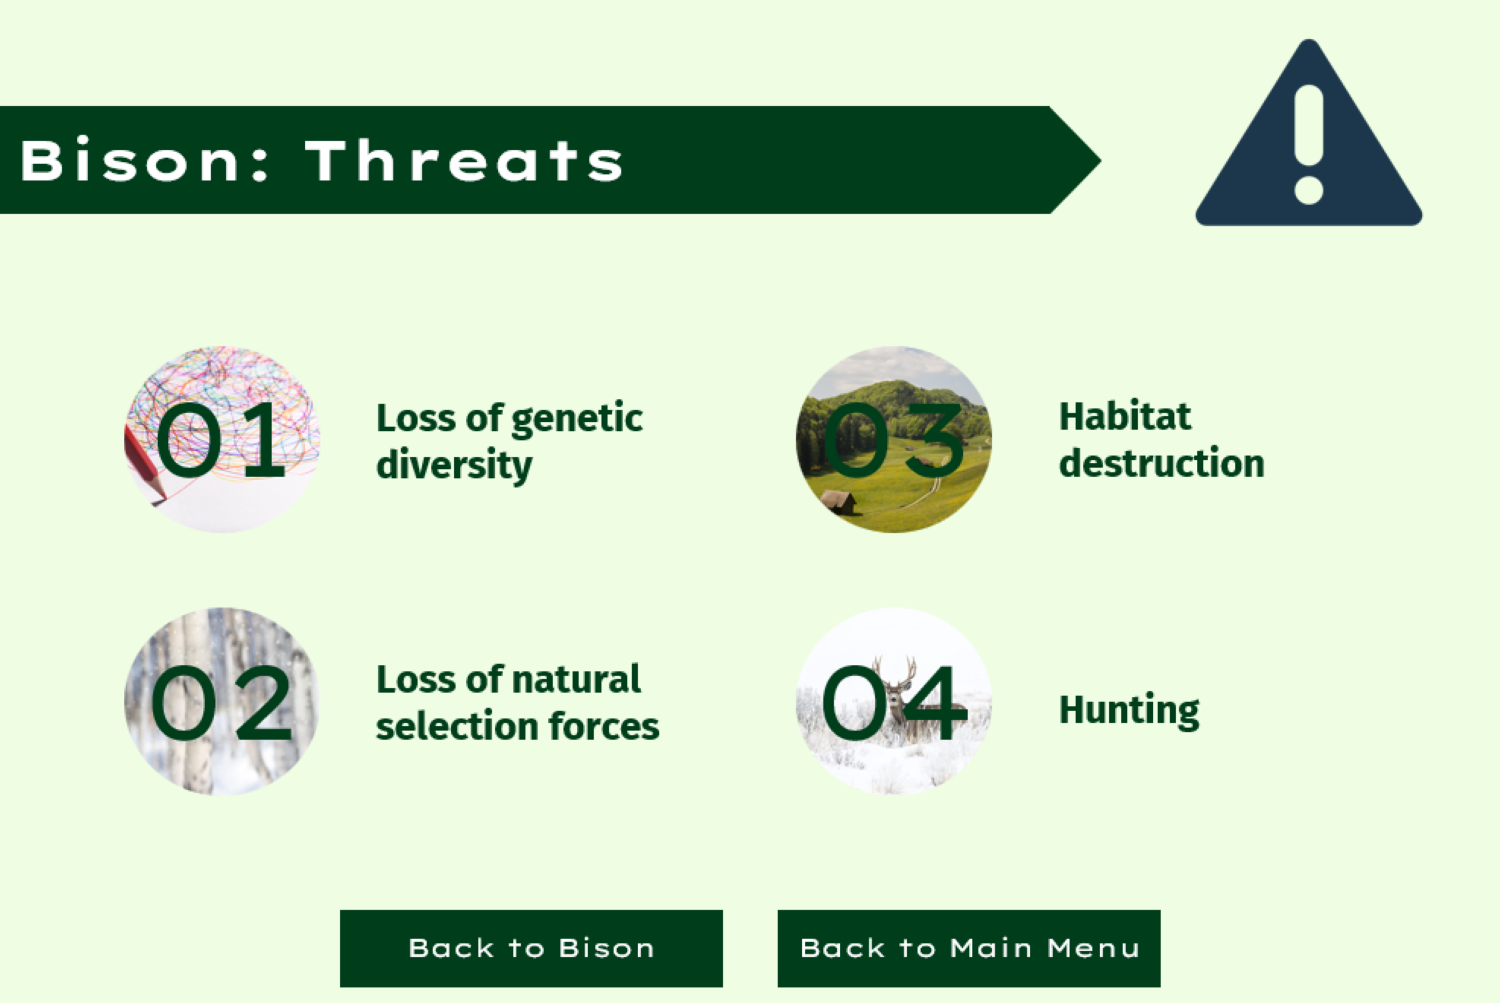 Bison: Threats
01
Loss of genetic
diversity
02
Loss of natural
selection forces
03
Habitat
destruction
04
Hunting
Back to Bison
Back to Main Menu